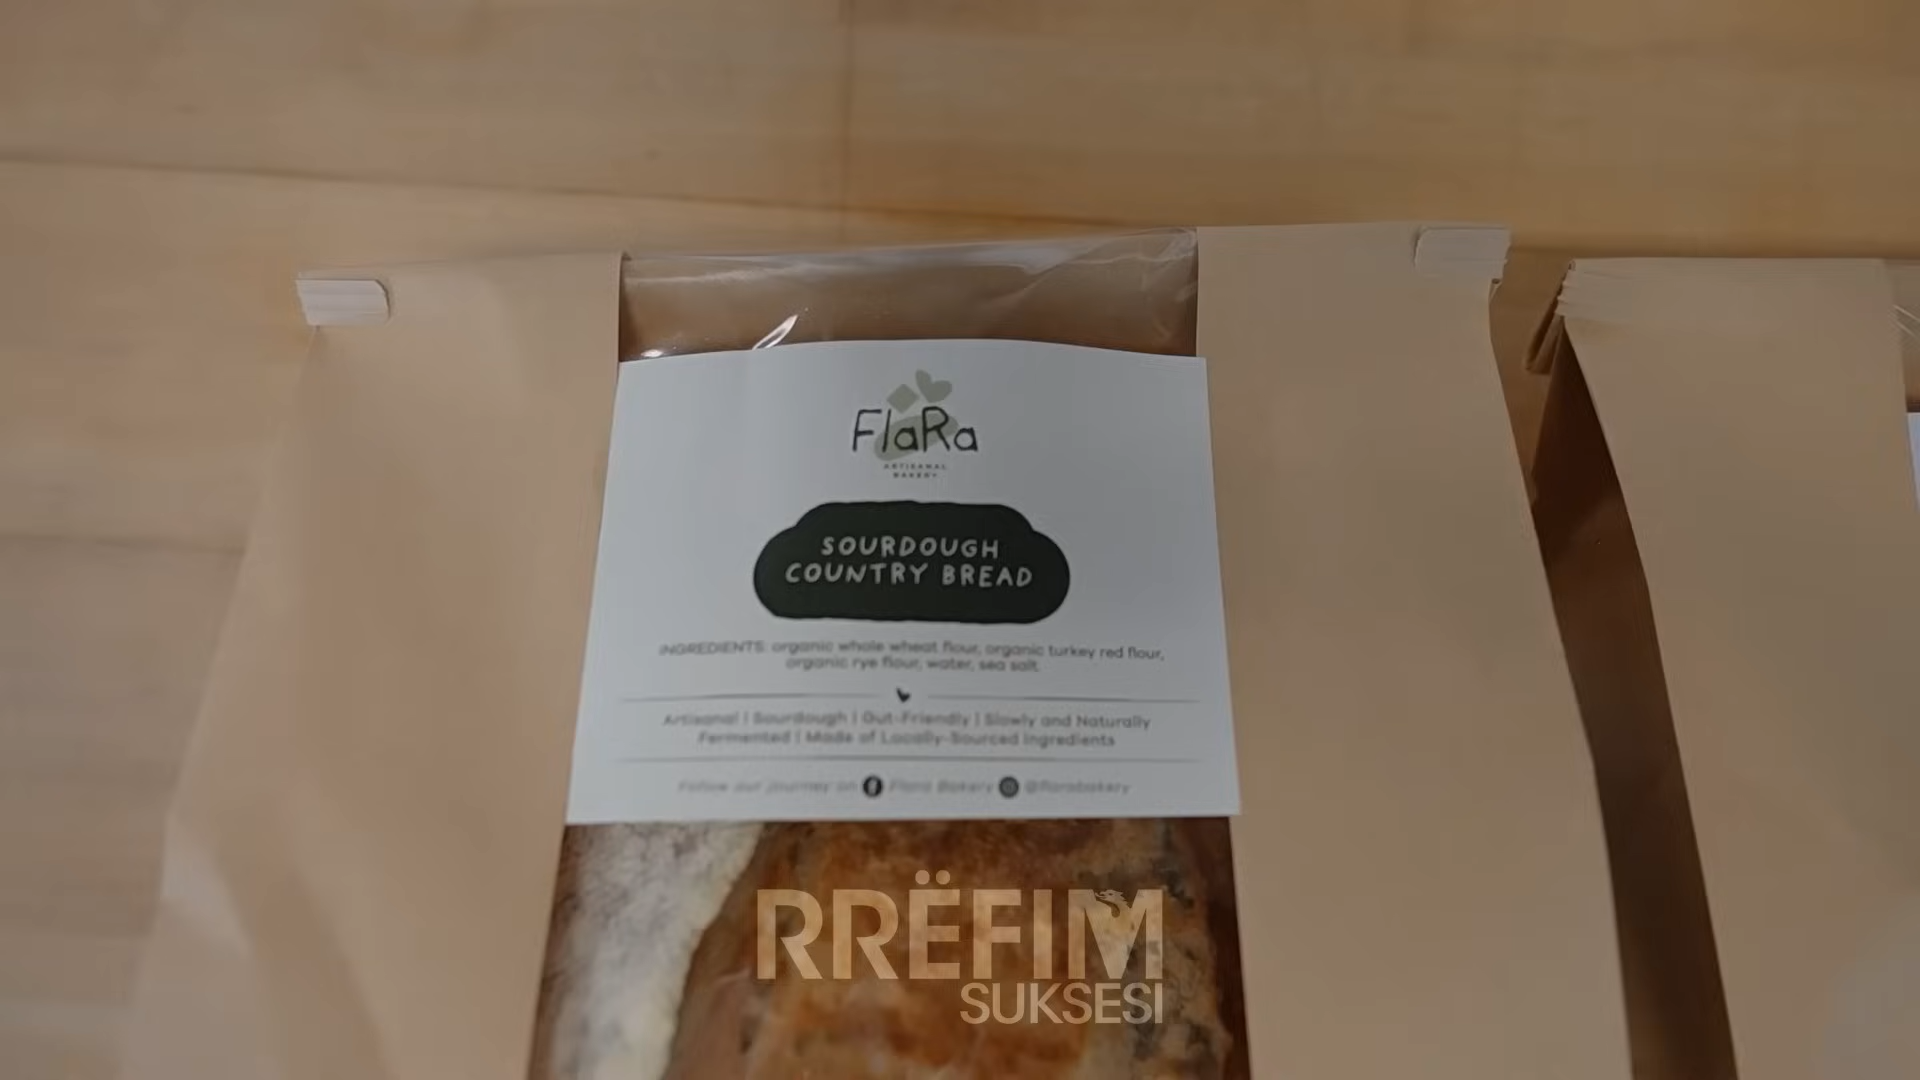 FlaRa
ARTISANAL
BAKERY
SOURDOUGH
COUNTRY BREAD
INGREDIENTS: organic whole wheat flour, organic turkey red flour,
organic rye flour, water, sea salt.
Artisanal | Sourdough | Gut-Friendly | Slowly and Naturally
Fermented | Made of Locally-Sourced Ingredients
Follow our journey on Flara Bakery @florabakery
RRËFIM
SUKSESI